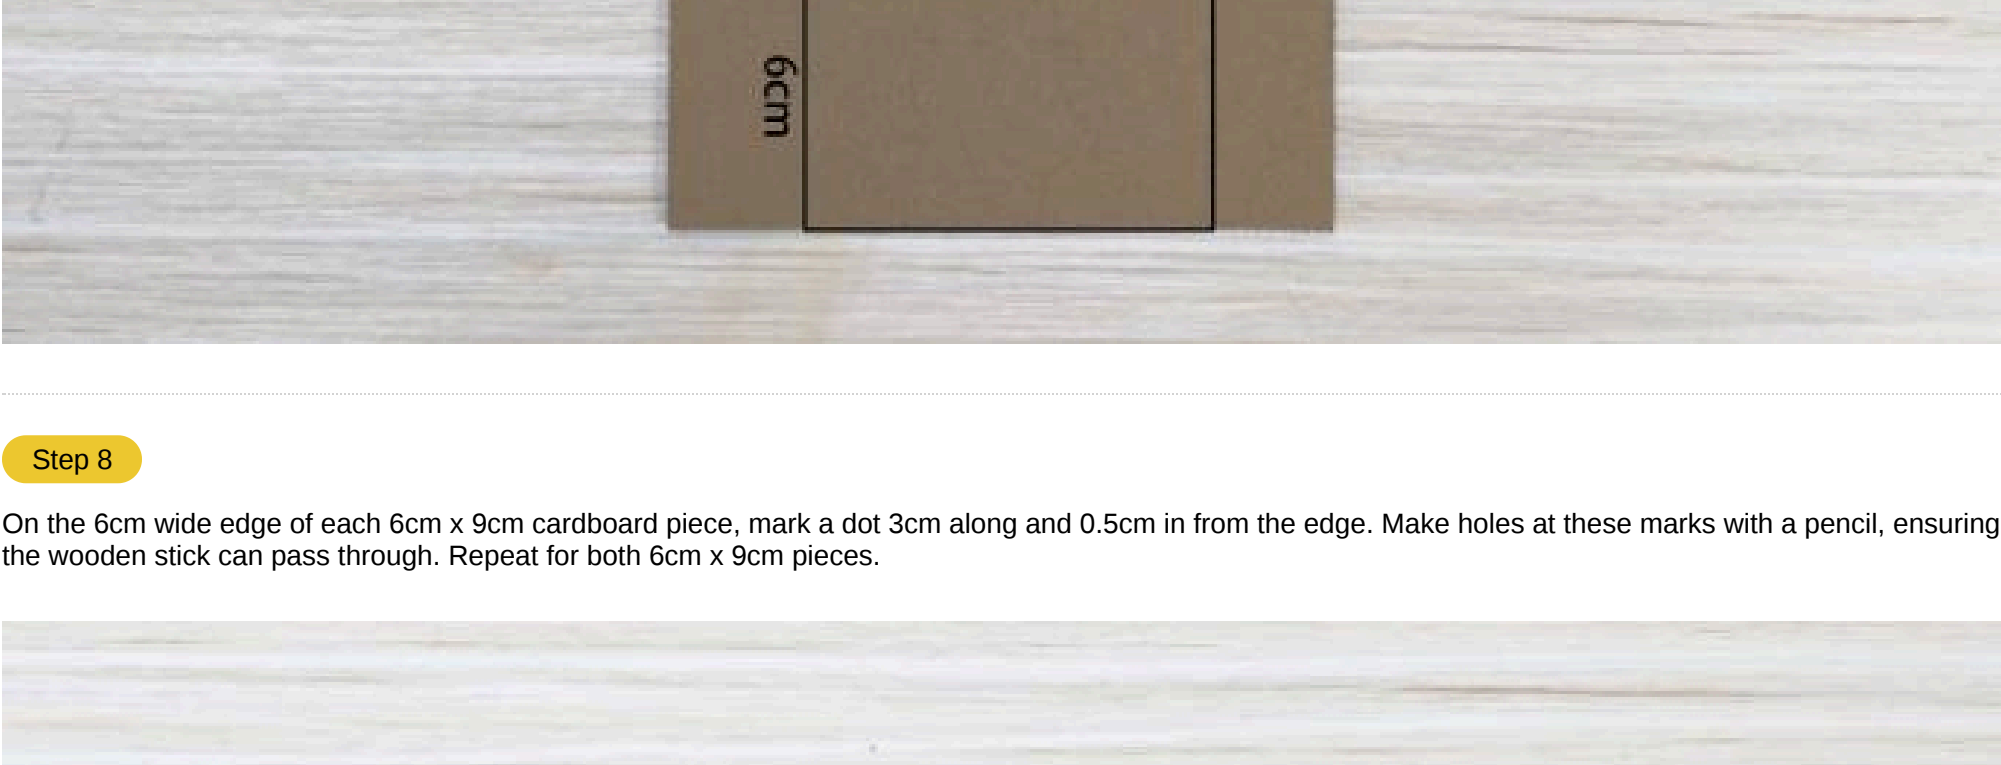 6cm
Step 8
On the 6cm wide edge of each 6cm x 9cm cardboard piece, mark a dot 3cm along and 0.5cm in from the edge. Make holes at these marks with a pencil, ensuring
the wooden stick can pass through. Repeat for both 6cm x 9cm pieces.